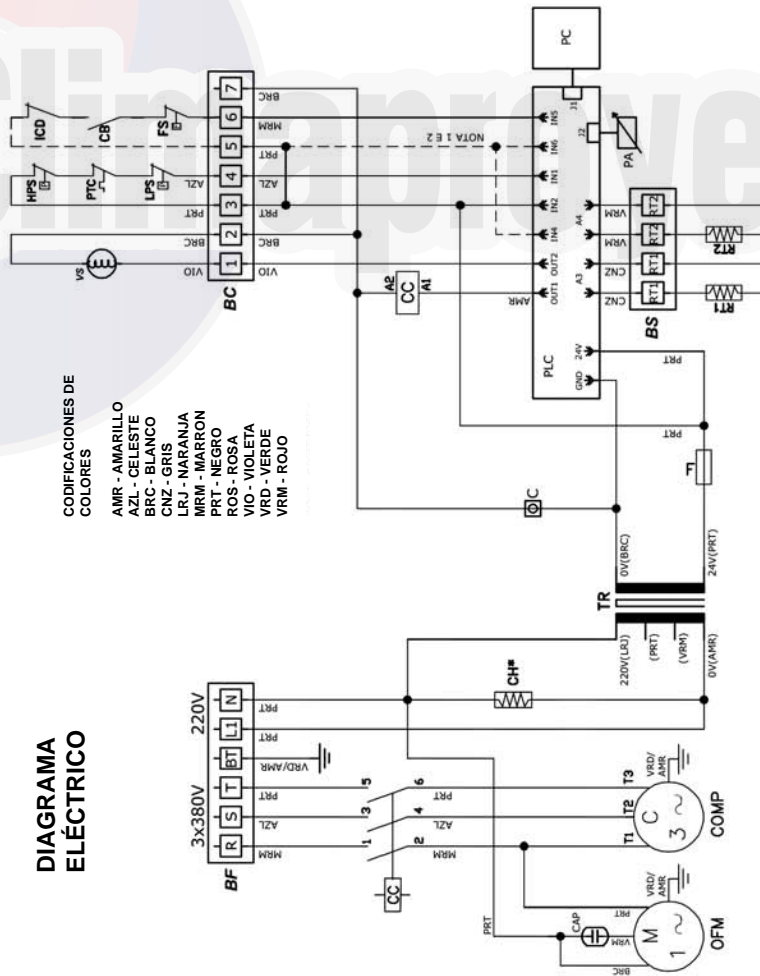 DIAGRAMA
ELÉCTRICO
CODIFICACIONES DE
COLORES
AMR - AMARILLO
AZL - CELESTE
BRC - BLANCO
CNZ - GRIS
LRJ - NARANJA
MRM - MARRON
PRT - NEGRO
ROS - ROSA
VIO - VIOLETA
VRD - VERDE
VRM - ROJO
Climaproye
3x380V
220V
BF
R
S
T
BT
L1
N
MRM
AZL
PRT
VRD/AMR
PRT
PRT
1
3
5
CC
2
4
6
MRM
AZL
PRT
PRT
CAP
VRM
BRC
PRT
VRD/
AMR
M
1 ~
OFM
T1
T2
T3
C
3 ~
VRD/
AMR
COMP
CH*
TR
220V(LRJ)
(PRT)
(VRM)
0V(AMR)
0V(BRC)
24V(PRT)
C
F
PRT
PRT
VS
HPS
PTC
LPS
ICD
CB
FS
BC
1
2
3
4
5
6
7
VIO
BRC
PRT
AZL
VIO
BRC
PRT
AZL
PRT
MRM
BRC
NOTA 1 E 2
A2
CC
A1
AMR
PLC
GND
24V
OUT1
OUT2
IN4
IN2
IN1
IN6
IN5
A3
A4
J2
J1
PC
PA
CNZ
CNZ
VRM
VRM
BS
RT1
RT1
RT2
RT2
RT1
RT2